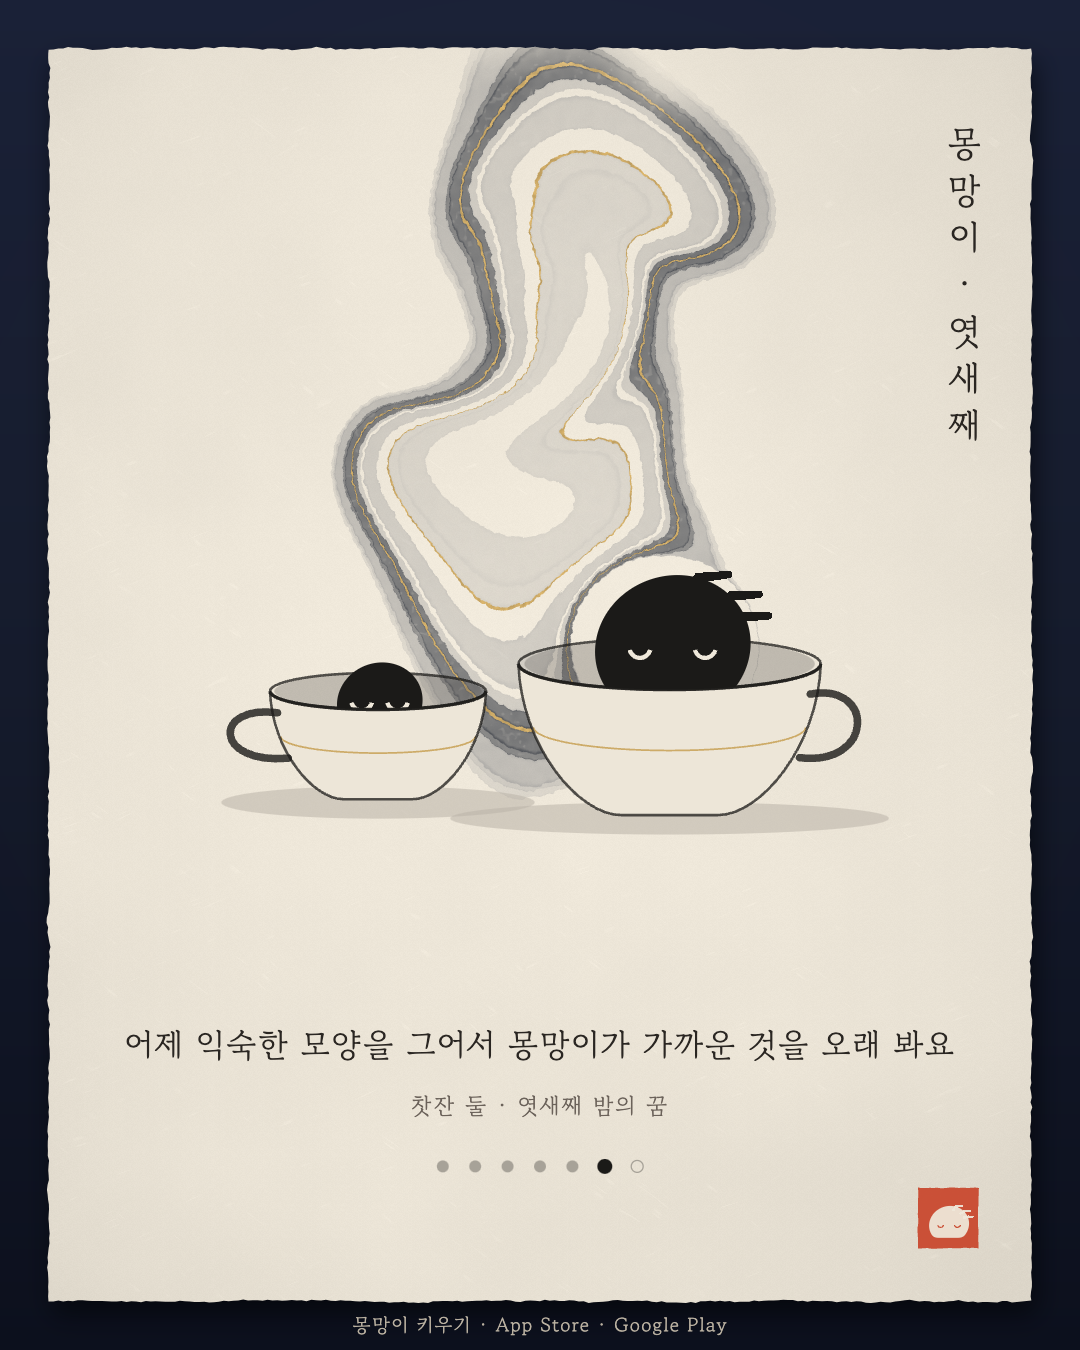 몽망이 · 엿새째
어제 익숙한 모양을 그어서 몽망이가 가까운 것을 오래 봐요
찻잔 둘 · 엿새째 밤의 꿈
몽망이 키우기 · App Store · Google Play